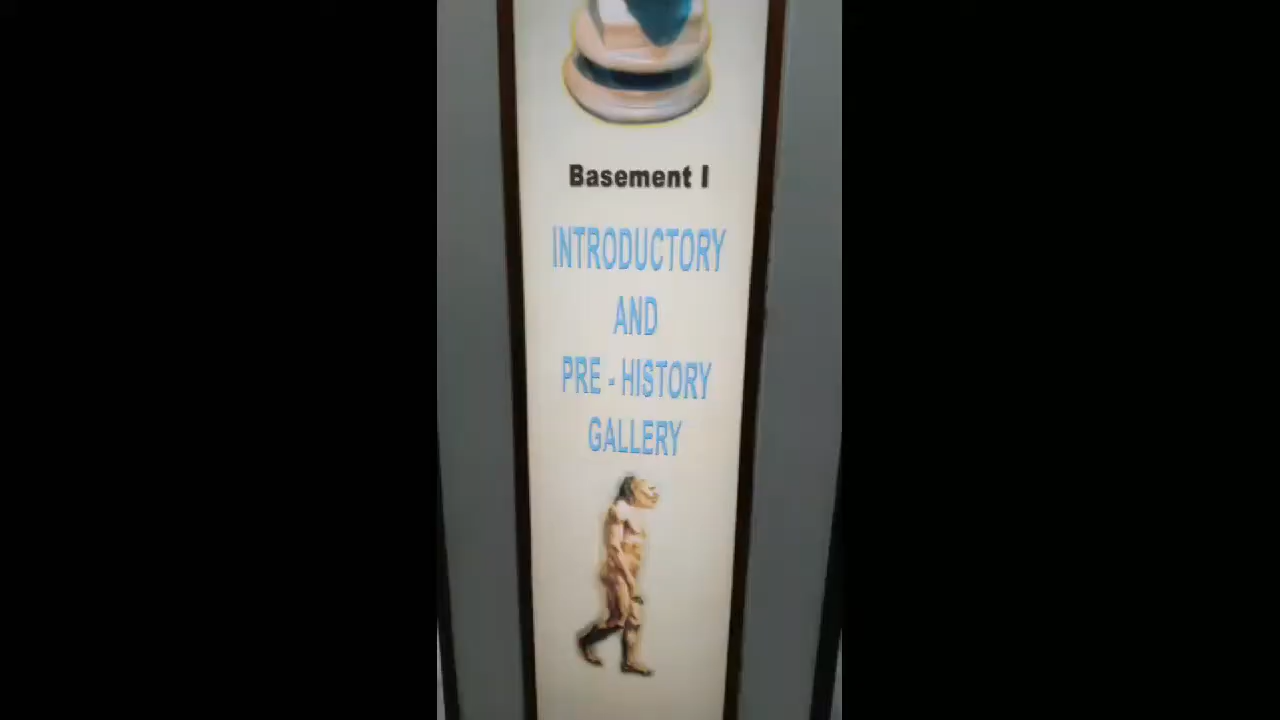 Basement I
INTRODUCTORY
AND
PRE - HISTORY
GALLERY